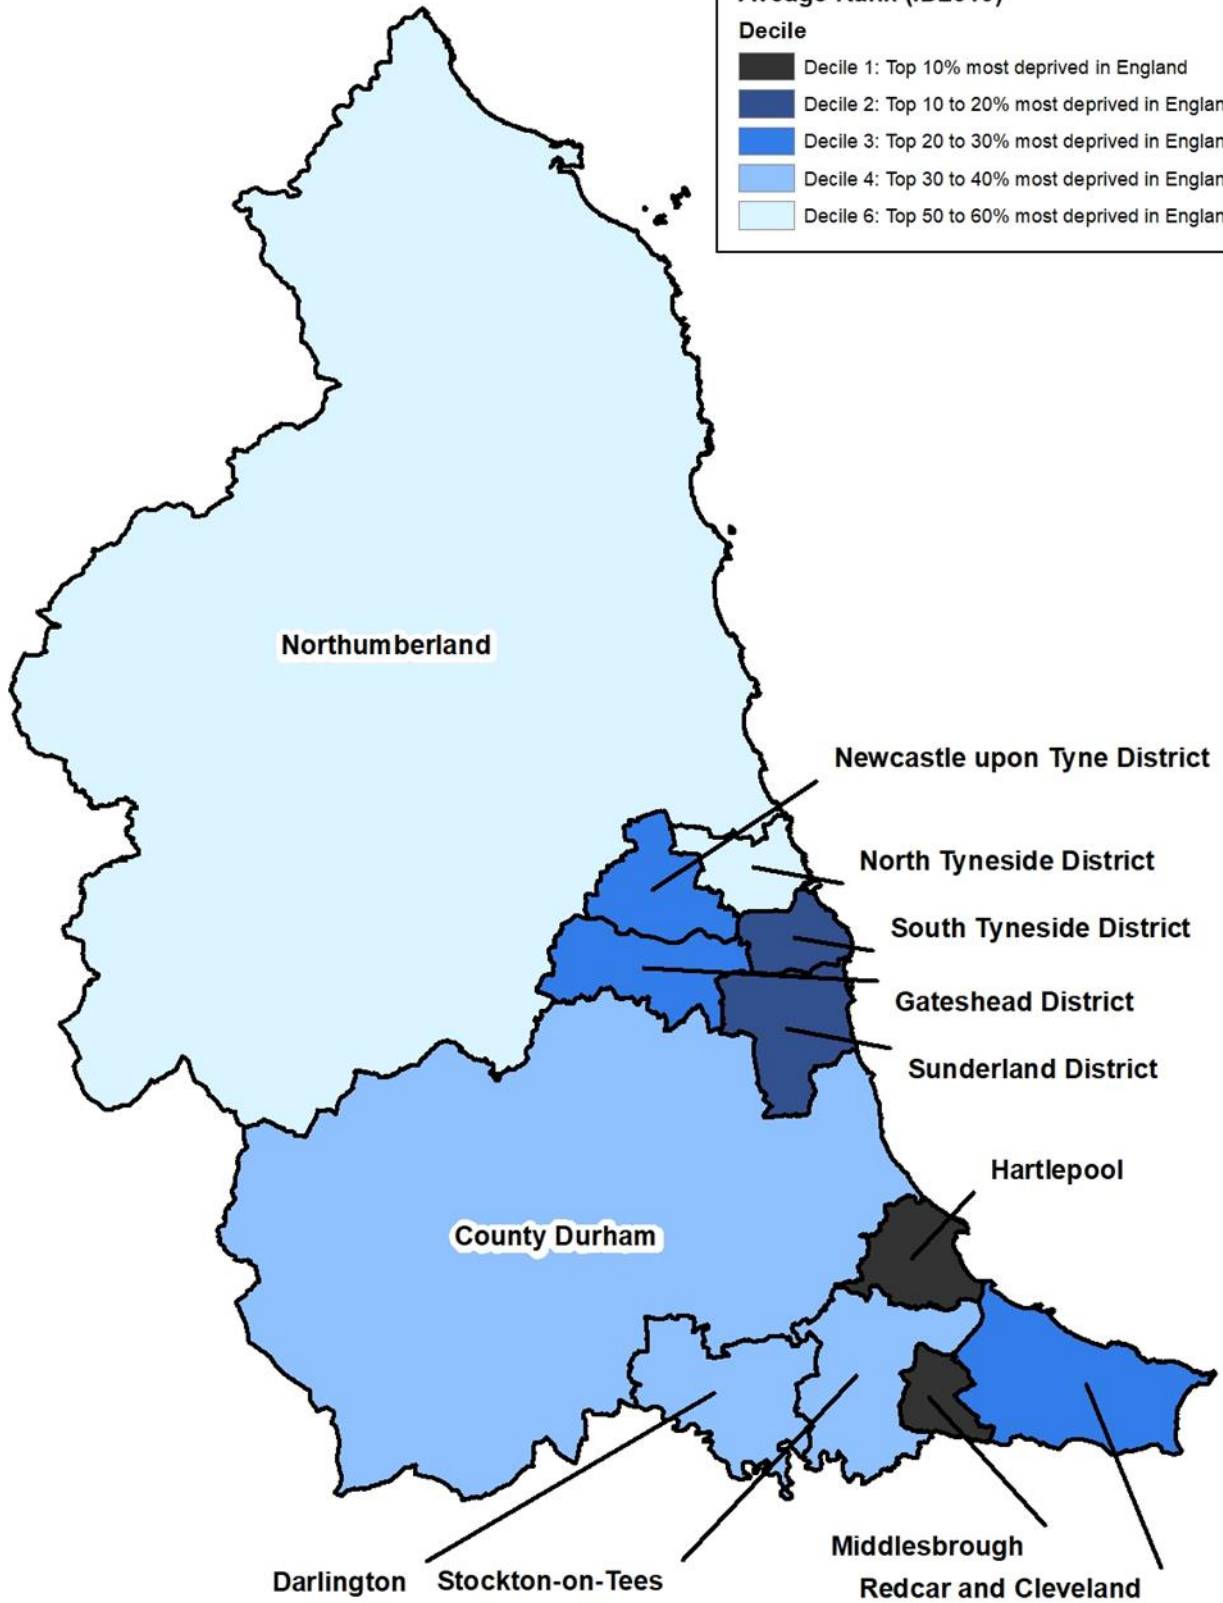 Decile
Decile 1: Top 10% most deprived in England
Decile 2: Top 10 to 20% most deprived in Englan
Decile 3: Top 20 to 30% most deprived in Englan
Decile 4: Top 30 to 40% most deprived in Englan
Decile 6: Top 50 to 60% most deprived in Englan
Northumberland
Newcastle upon Tyne District
North Tyneside District
South Tyneside District
Gateshead District
Sunderland District
Hartlepool
County Durham
Middlesbrough
Darlington
Stockton-on-Tees
Redcar and Cleveland